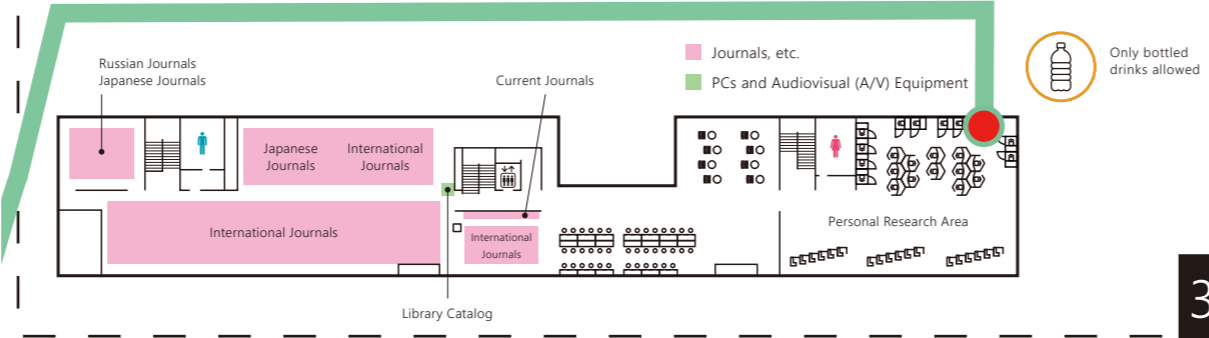 Russian Journals
Japanese Journals
Current Journals
Journals, etc.
PCs and Audiovisual (A/V) Equipment
Only bottled
drinks allowed
Japanese
Journals
International
Journals
International Journals
International
Journals
Personal Research Area
Library Catalog
3